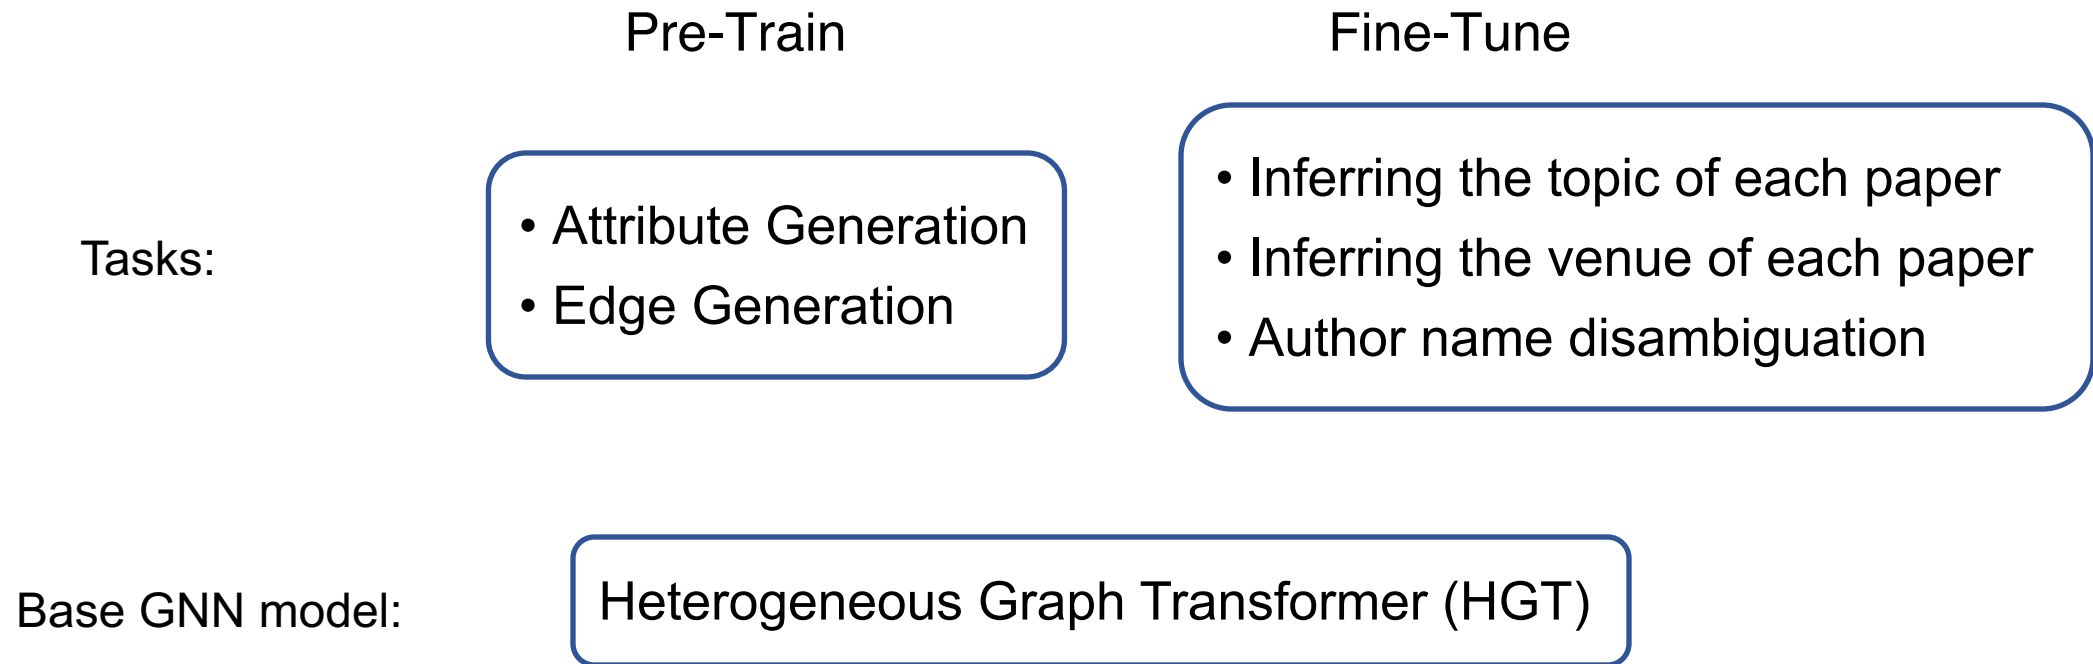 Pre-Train
Fine-Tune
Tasks:
• Attribute Generation
• Edge Generation
• Inferring the topic of each paper
• Inferring the venue of each paper
• Author name disambiguation
Base GNN model:
Heterogeneous Graph Transformer (HGT)